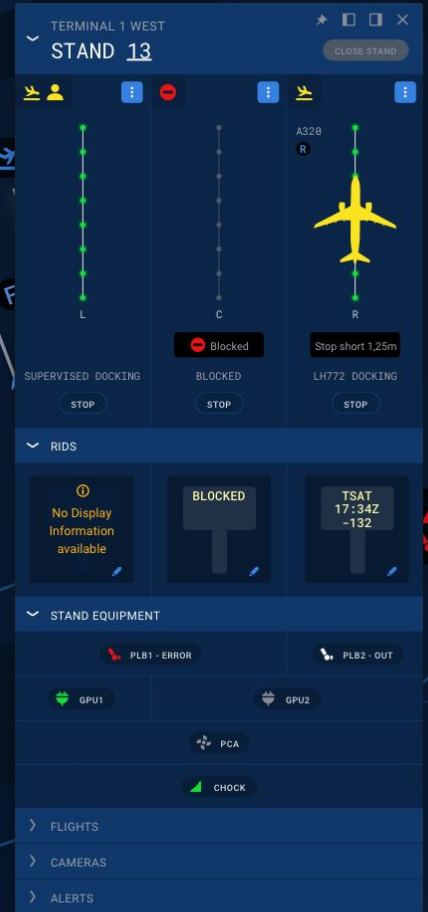 TERMINAL 1 WEST
STAND 13
CLOSE STAND
A320
R
L
C
R
Blocked
Stop short 1,25m
SUPERVISED DOCKING
BLOCKED
LH772 DOCKING
STOP
STOP
STOP
RIDS
No Display
Information
available
BLOCKED
TSAT
17:34Z
-132
STAND EQUIPMENT
PLB1 - ERROR
PLB2 - OUT
GPU1
GPU2
PCA
CHOCK
FLIGHTS
CAMERAS
ALERTS